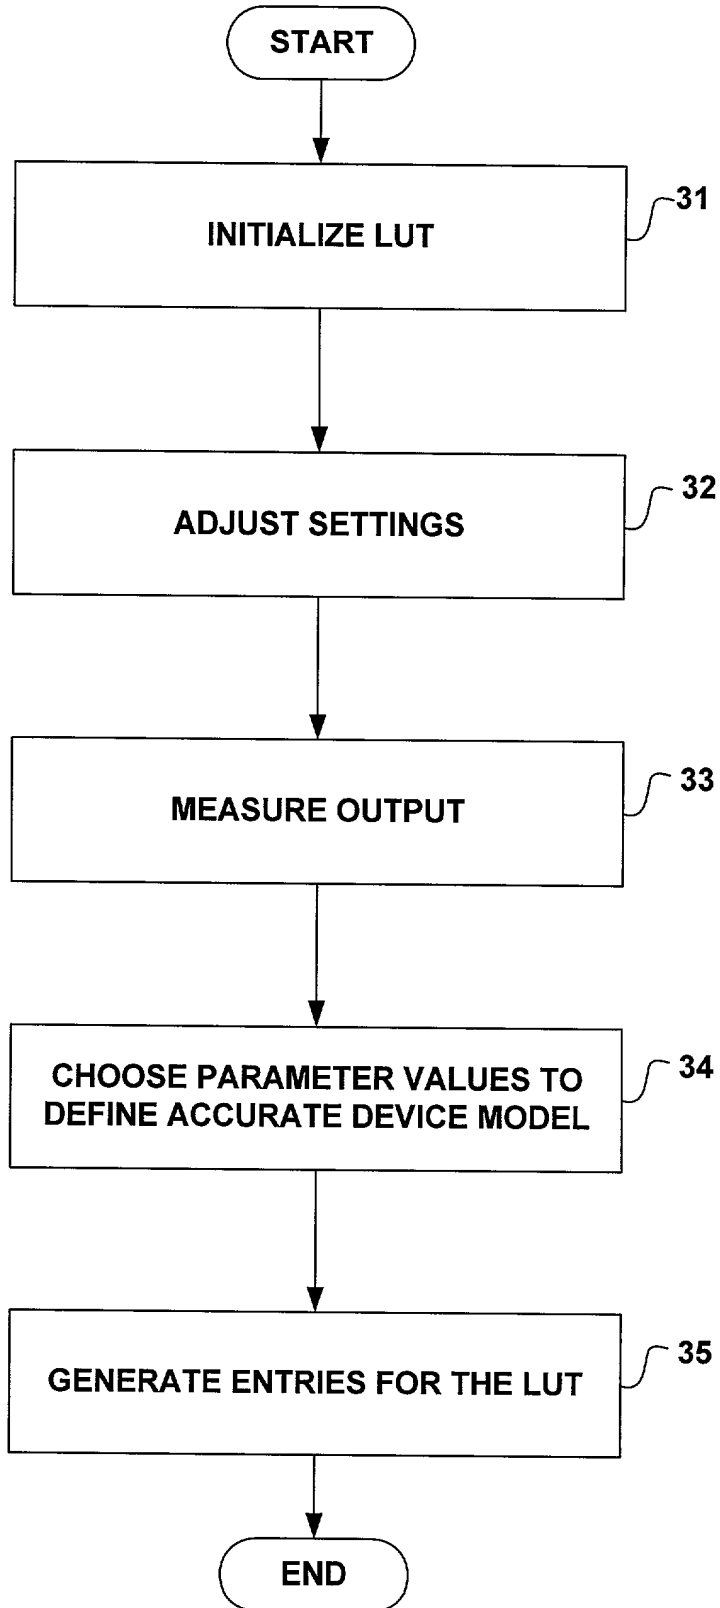 START
INITIALIZE LUT
31
ADJUST SETTINGS
32
MEASURE OUTPUT
33
CHOOSE PARAMETER VALUES TO
DEFINE ACCURATE DEVICE MODEL
34
GENERATE ENTRIES FOR THE LUT
35
END